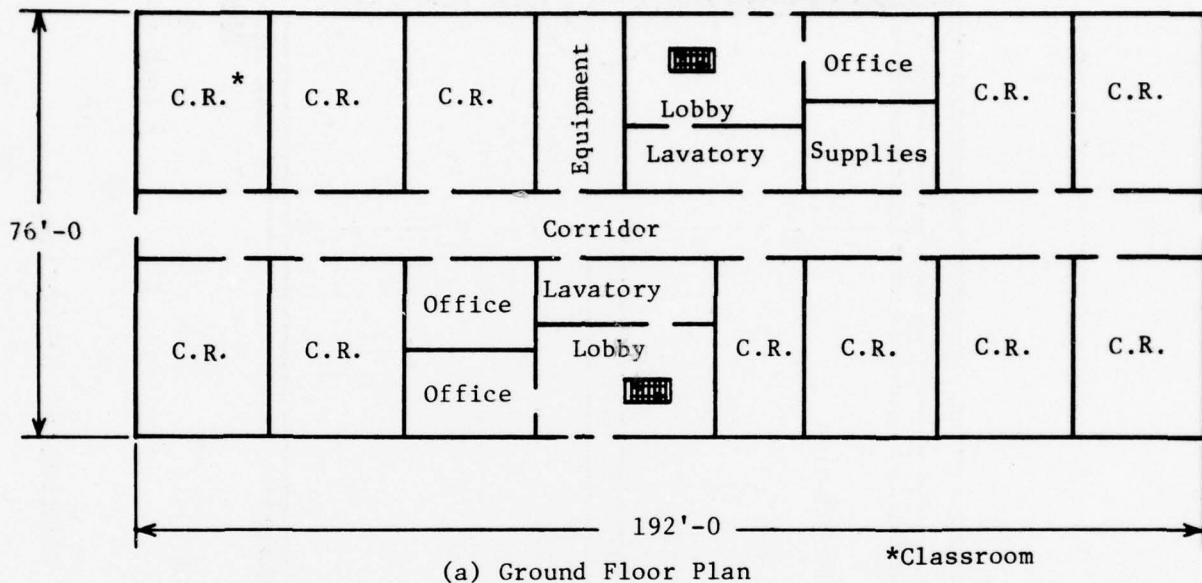 C.R.*
C.R.
C.R.
Equipment
Lobby
Lavatory
Office
Supplies
C.R.
C.R.
76'-0
Corridor
C.R.
C.R.
Office
Office
Lavatory
Lobby
C.R.
C.R.
C.R.
C.R.
192'-0
*Classroom
(a) Ground Floor Plan